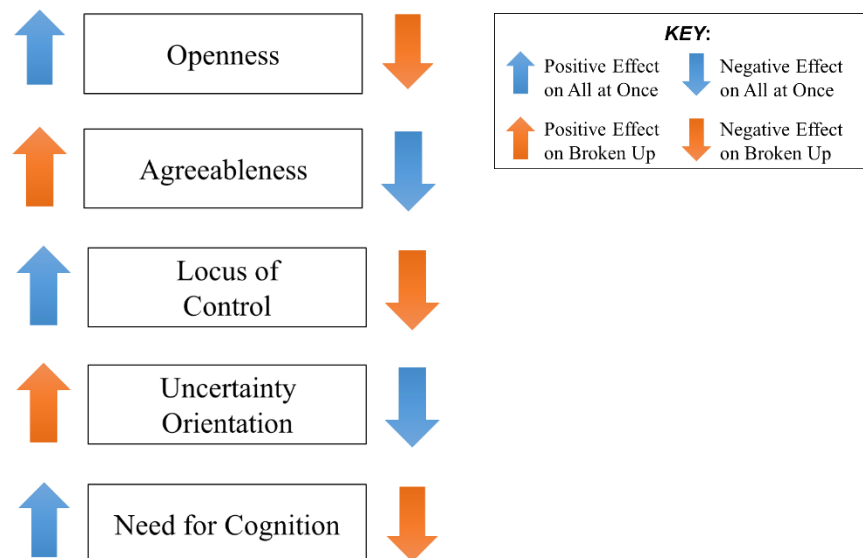 Openness
Agreeableness
Locus of
Control
Uncertainty
Orientation
Need for Cognition
KEY:
Positive Effect
on All at Once
Negative Effect
on All at Once
Positive Effect
on Broken Up
Negative Effect
on Broken Up